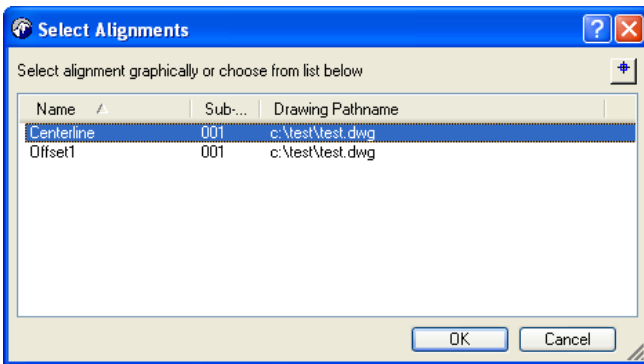 Select Alignments
Select alignment graphically or choose from list below
Name Sub-... Drawing Pathname
Centerline 001 c:\test\test.dwg
Offset1 001 c:\test\test.dwg
OK Cancel